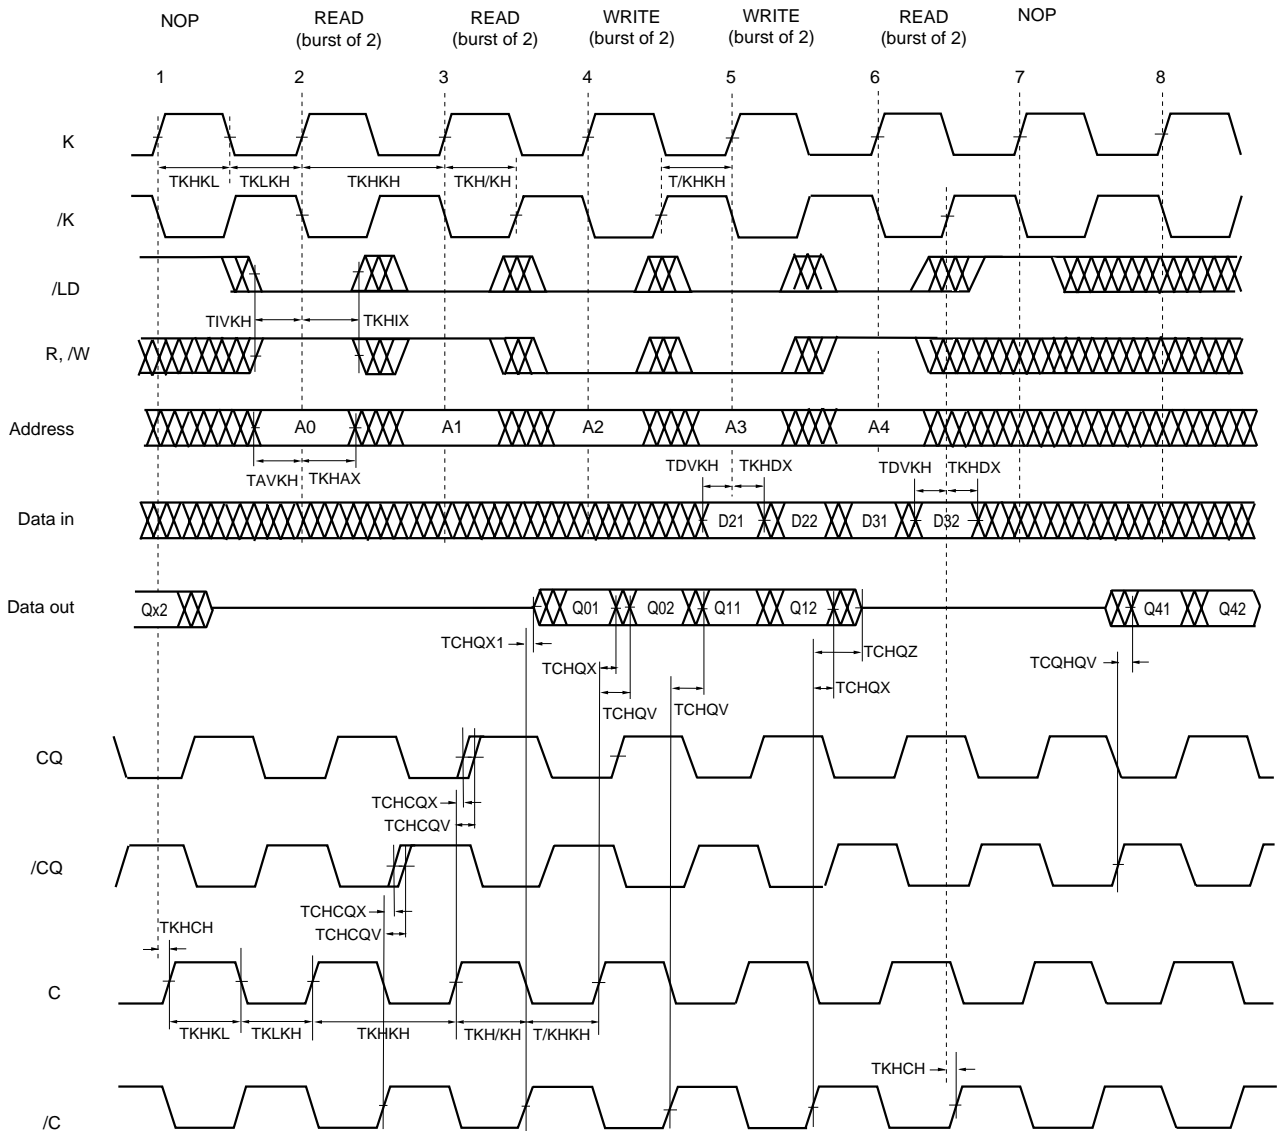 NOP READ READ WRITE WRITE READ NOP
(burst of 2) (burst of 2) (burst of 2) (burst of 2) (burst of 2)
1 2 3 4 5 6 7 8
K
TKHKL TKLKH TKHKH TKH/KH T/KHKH
/K
/LD
TIVKH TKHIX
R, /W
Address A0 A1 A2 A3 A4
TAVKH TKHAX TDVKH TKHDX TDVKH TKHDX
Data in D21 D22 D31 D32
Data out Qx2 Q01 Q02 Q11 Q12 Q41 Q42
TCHQX1 TCHQZ
TCHQX TCQHQV
TCHQX
TCHQV TCHQV
CQ
TCHCQX
TCHCQV
/CQ
TCHCQX
TKHCH
TCHCQV
C
TKHKL TKLKH TKHKH TKH/KH T/KHKH
TKHCH
/C